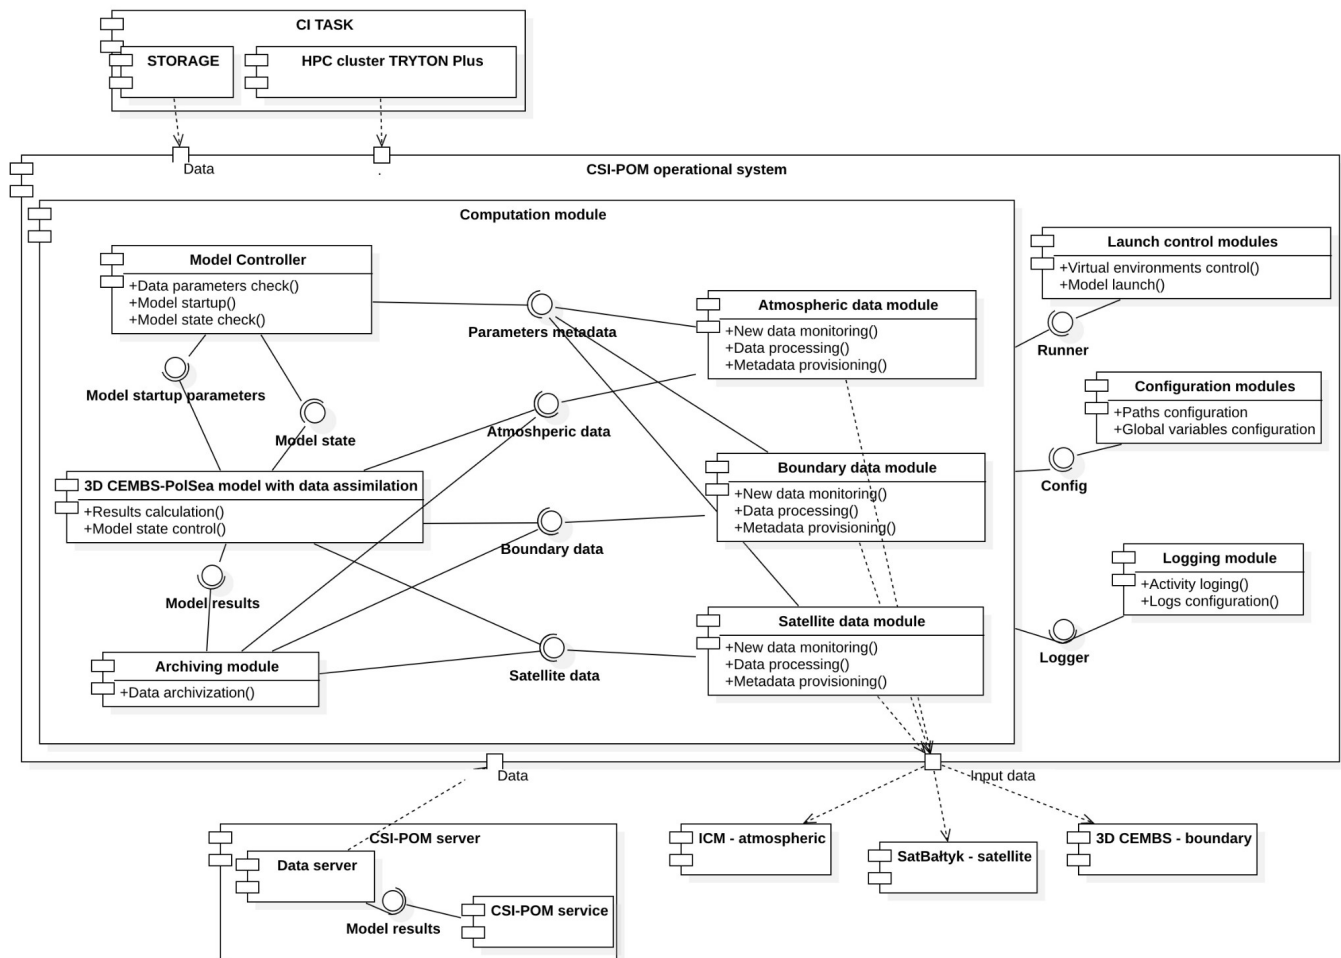 CI TASK
STORAGE
HPC cluster TRYTON Plus
Data
CSI-POM operational system
Computation module
Model Controller
+Data parameters check()
+Model startup()
+Model state check()
Parameters metadata
Atmospheric data module
+New data monitoring()
+Data processing()
+Metadata provisioning()
Launch control modules
+Virtual environments control()
+Model launch()
Runner
Model startup parameters
Model state
Atmoshperic data
Configuration modules
+Paths configuration
+Global variables configuration
Config
3D CEMBS-PolSea model with data assimilation
+Results calculation()
+Model state control()
Boundary data
Boundary data module
+New data monitoring()
+Data processing()
+Metadata provisioning()
Logging module
+Activity loging()
+Logs configuration()
Logger
Model results
Archiving module
+Data archivization()
Satellite data
Satellite data module
+New data monitoring()
+Data processing()
+Metadata provisioning()
Data
Input data
CSI-POM server
Data server
Model results
CSI-POM service
ICM - atmospheric
SatBałtyk - satellite
3D CEMBS - boundary